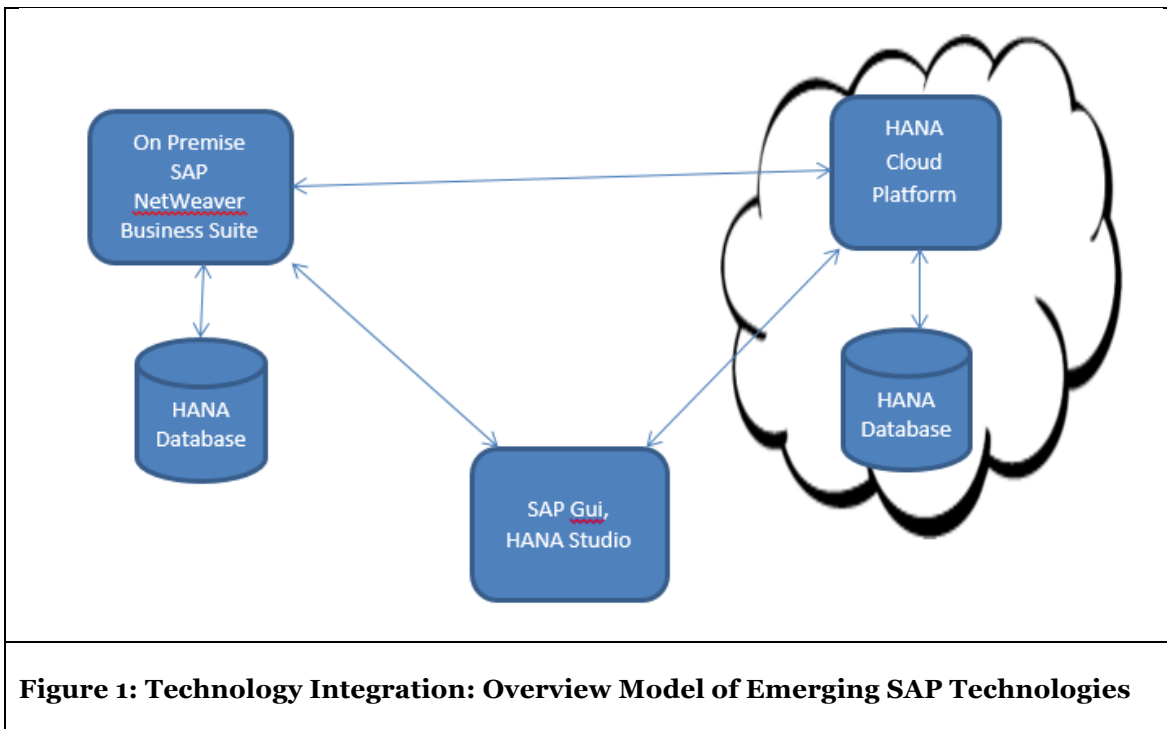 On Premise
SAP
NetWeaver
Business Suite
HANA
Cloud
Platform
HANA
Database
HANA
Database
SAP Gui,
HANA Studio
Figure 1: Technology Integration: Overview Model of Emerging SAP Technologies